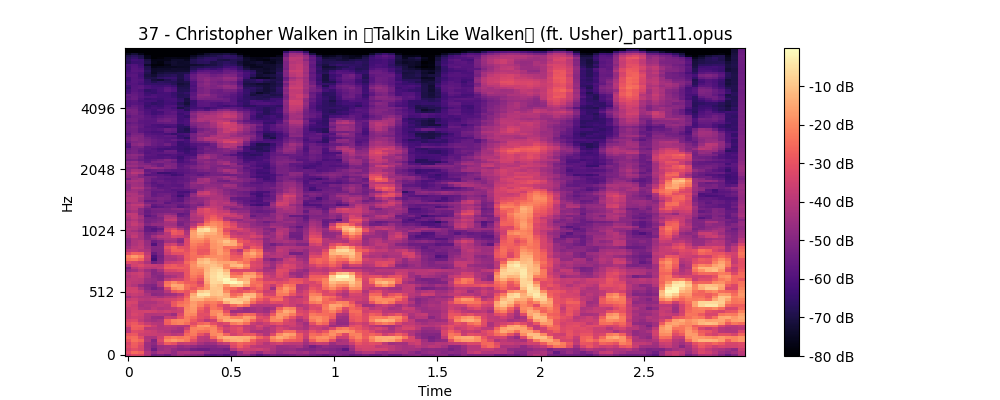 37 - Christopher Walken in ▯Talkin Like Walken▯ (ft. Usher)_part11.opus
Hz
4096
2048
1024
512
0
0 0.5 1 1.5 2 2.5
Time
-10 dB
-20 dB
-30 dB
-40 dB
-50 dB
-60 dB
-70 dB
-80 dB